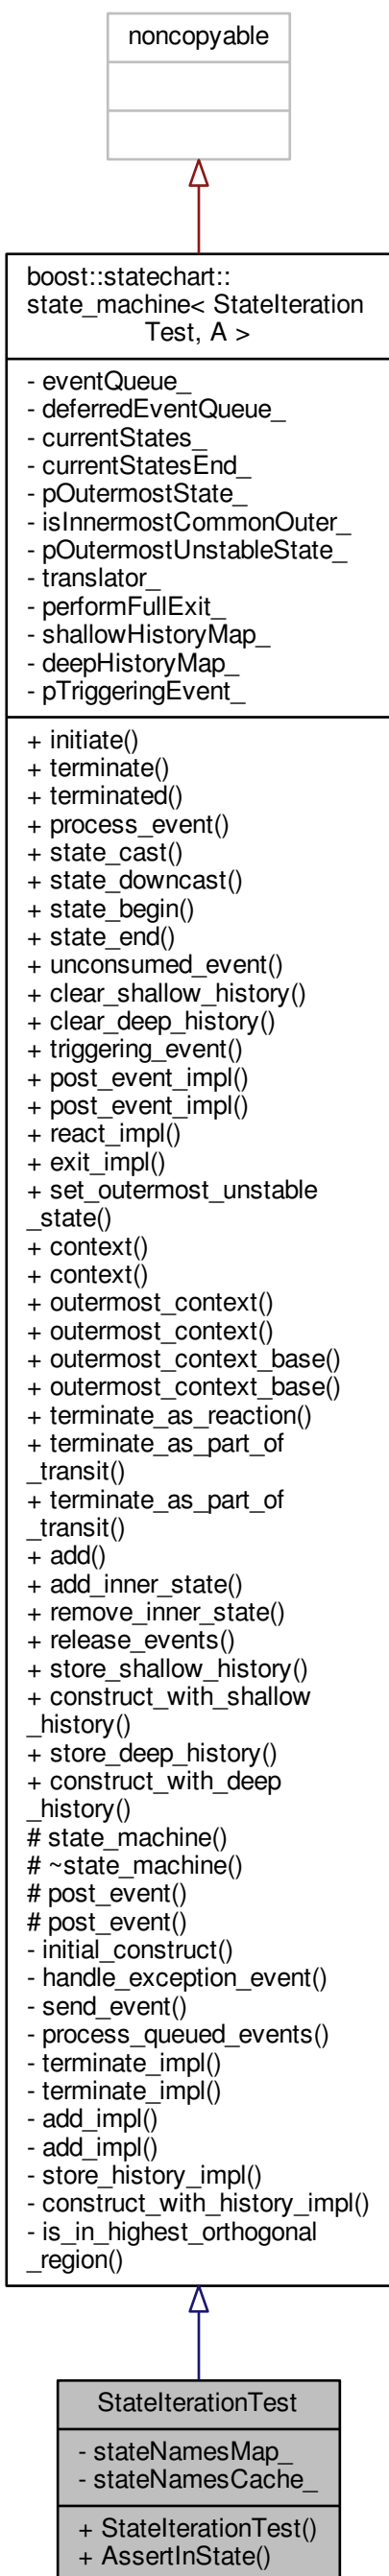 noncopyable
boost::statechart::
state_machine< StateIteration
Test, A >
- eventQueue_
- deferredEventQueue_
- currentStates_
- currentStatesEnd_
- pOutermostState_
- isInnermostCommonOuter_
- pOutermostUnstableState_
- translator_
- performFullExit_
- shallowHistoryMap_
- deepHistoryMap_
- pTriggeringEvent_
+ initiate()
+ terminate()
+ terminated()
+ process_event()
+ state_cast()
+ state_downcast()
+ state_begin()
+ state_end()
+ unconsumed_event()
+ clear_shallow_history()
+ clear_deep_history()
+ triggering_event()
+ post_event_impl()
+ post_event_impl()
+ react_impl()
+ exit_impl()
+ set_outermost_unstable
_state()
+ context()
+ context()
+ outermost_context()
+ outermost_context()
+ outermost_context_base()
+ outermost_context_base()
+ terminate_as_reaction()
+ terminate_as_part_of
_transit()
+ terminate_as_part_of
_transit()
+ add()
+ add_inner_state()
+ remove_inner_state()
+ release_events()
+ store_shallow_history()
+ construct_with_shallow
_history()
+ store_deep_history()
+ construct_with_deep
_history()
# state_machine()
# ~state_machine()
# post_event()
# post_event()
- initial_construct()
- handle_exception_event()
- send_event()
- process_queued_events()
- terminate_impl()
- terminate_impl()
- add_impl()
- add_impl()
- store_history_impl()
- construct_with_history_impl()
- is_in_highest_orthogonal
_region()
StateIterationTest
- stateNamesMap_
- stateNamesCache_
+ StateIterationTest()
+ AssertInState()